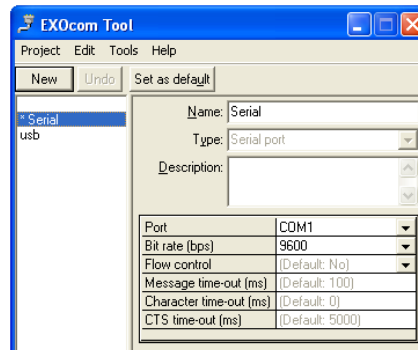 EXOcom Tool
Project Edit Tools Help
New Undo Set as default
* Serial
usb
Name: Serial
Type: Serial port
Description:
Port COM1
Bit rate (bps) 9600
Flow control (Default: No)
Message time-out (ms) (Default: 100)
Character time-out (ms) (Default: 0)
CTS time-out (ms) (Default: 5000)